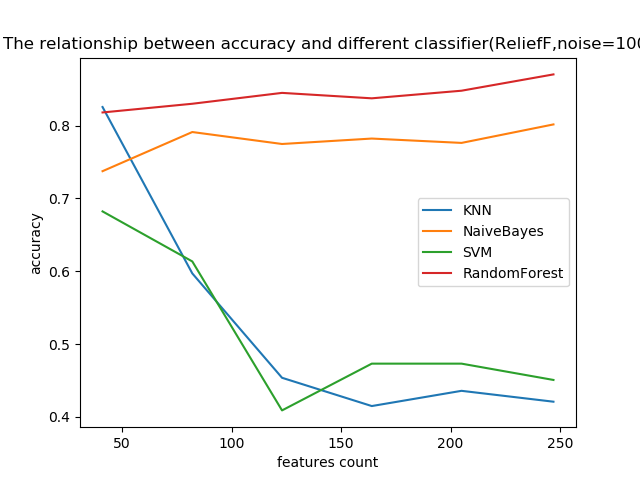 The relationship between accuracy and different classifier(ReliefF,noise=100
accuracy
0.8
0.7
0.6
0.5
0.4
KNN
NaiveBayes
SVM
RandomForest
50 100 150 200 250
features count